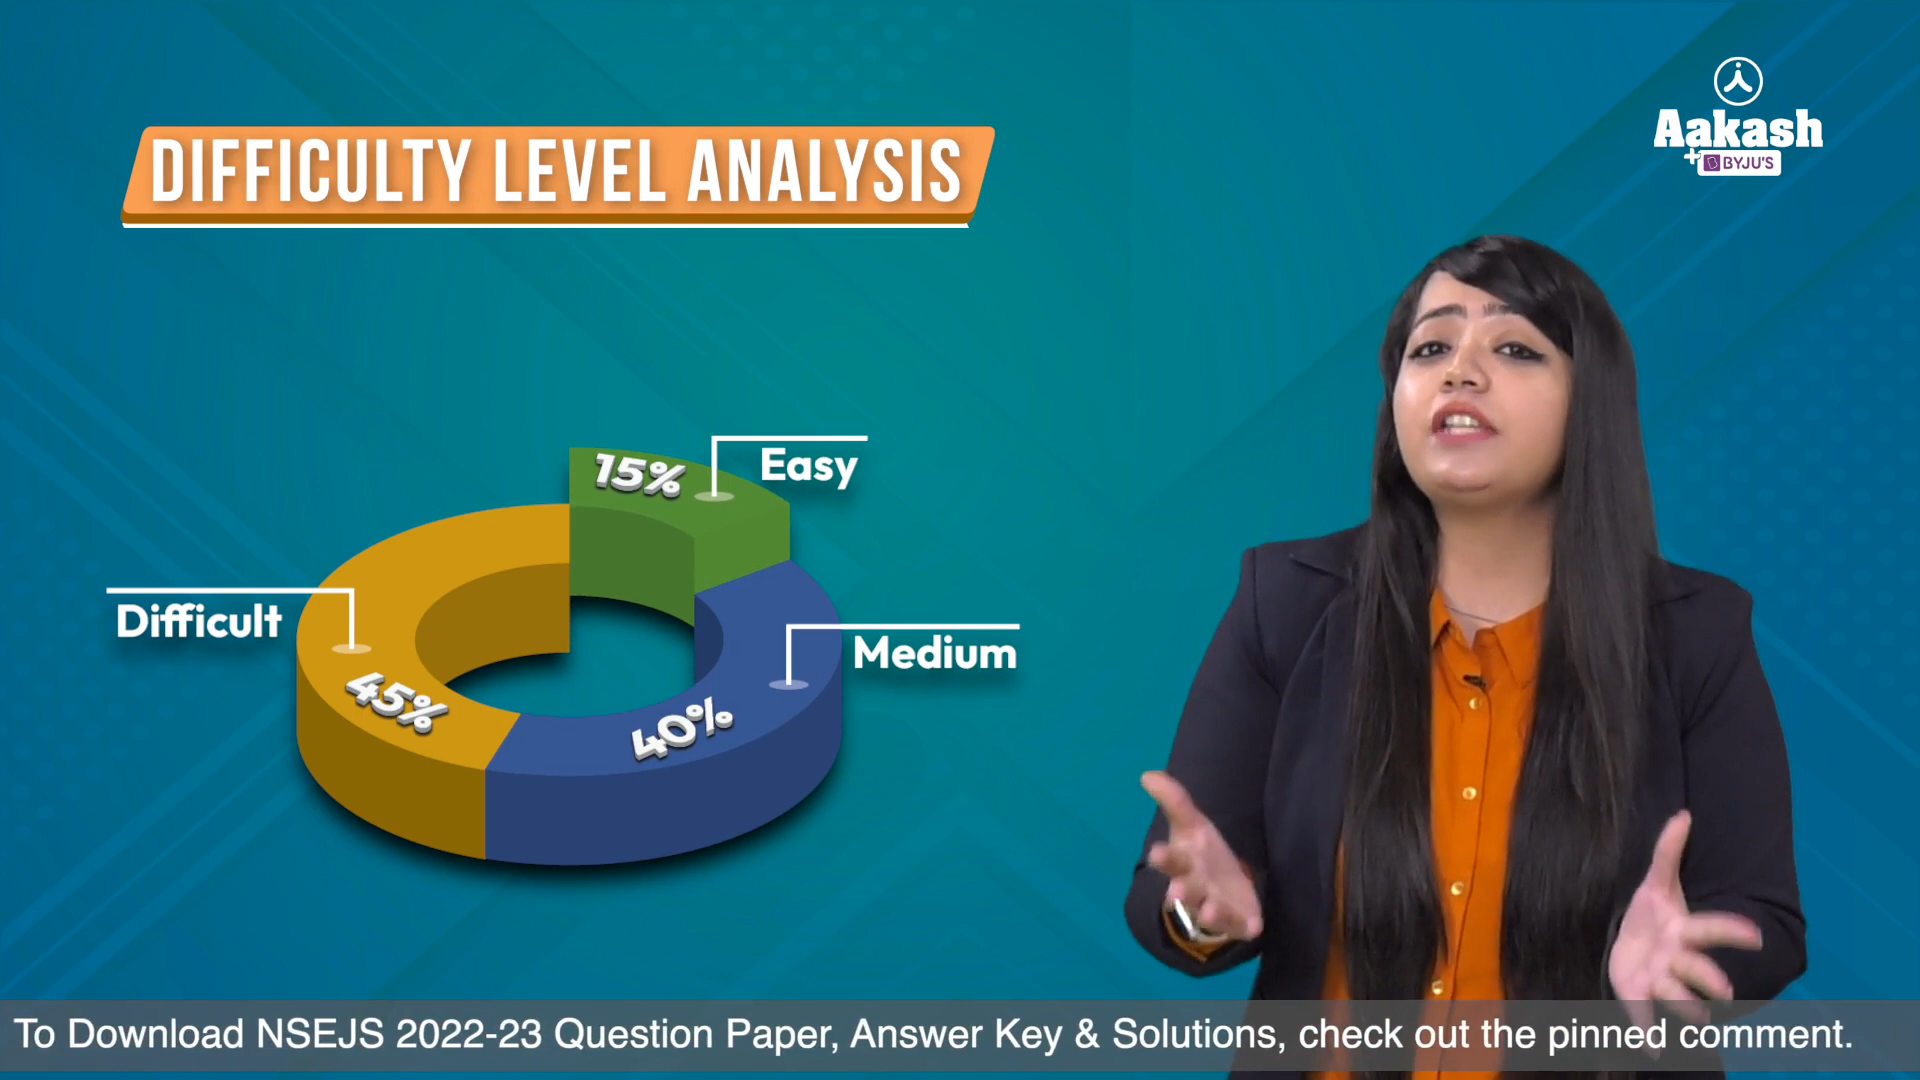 DIFFICULTY LEVEL ANALYSIS
Aakash
+ BYJU'S
15%
Easy
Difficult
45%
Medium
40%
To Download NSEJS 2022-23 Question Paper, Answer Key & Solutions, check out the pinned comment.